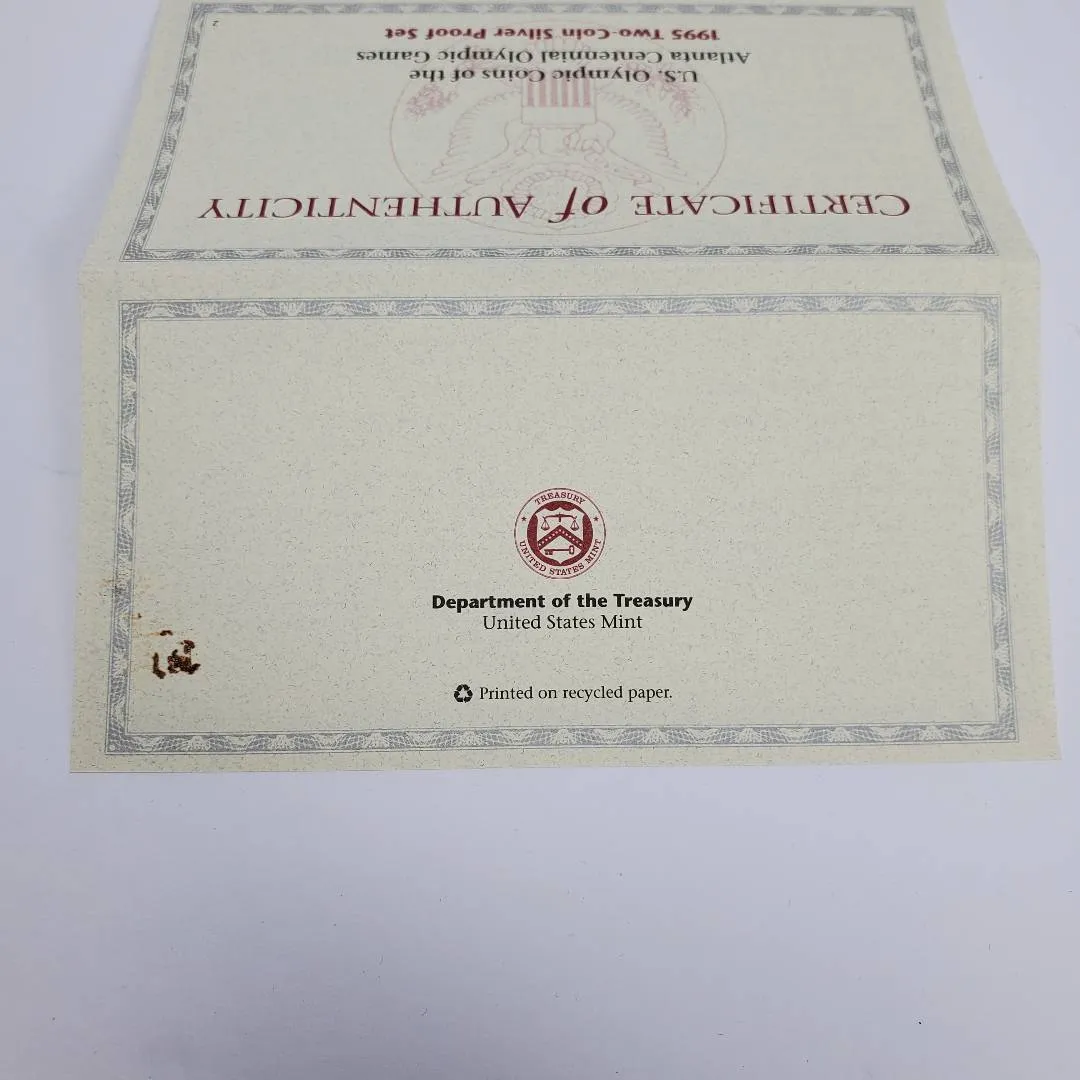 CERTIFICATE of AUTHENTICITY
U.S. Olympic Coins of the
Atlanta Centennial Olympic Games
1995 Two-Coin Silver Proof Set
2
TREASURY
UNITED STATES MINT
Department of the Treasury
United States Mint
Printed on recycled paper.